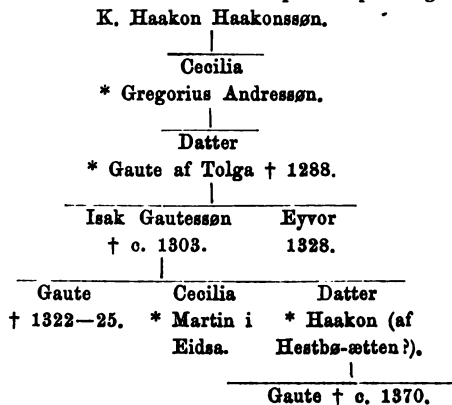 K. Haakon Haakonssøn.
Cecilia
* Gregorius Andressøn.
Datter
* Gaute af Tolga † 1288.
Isak Gautessøn Eyvor
† c. 1303. 1328.
Gaute Cecilia Datter
† 1322—25. * Martin i * Haakon (af
Eidsa. Hestbø-ætten?).
Gaute † c. 1370.